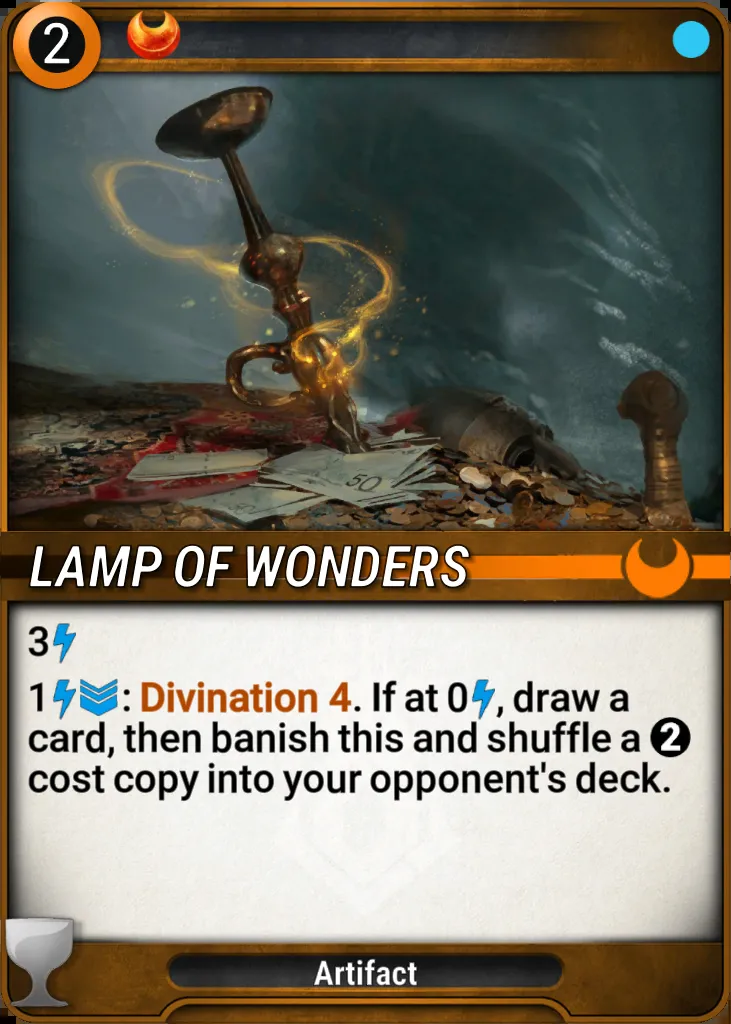 2
50
LAMP OF WONDERS
3
1 : Divination 4. If at 0 , draw a
card, then banish this and shuffle a 2
cost copy into your opponent's deck.
Artifact